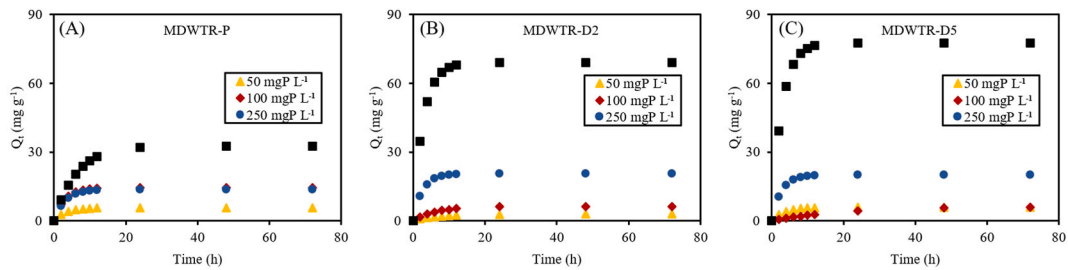 (A)
MDWTR-P
90
60
30
0
Qt (mg g⁻¹)
50 mgP L⁻¹
100 mgP L⁻¹
250 mgP L⁻¹
0 20 40 60 80
Time (h)
(B)
MDWTR-D2
90
60
30
0
Qt (mg g⁻¹)
50 mgP L⁻¹
100 mgP L⁻¹
250 mgP L⁻¹
0 20 40 60 80
Time (h)
(C)
MDWTR-D5
90
60
30
0
Qt (mg g⁻¹)
50 mgP L⁻¹
100 mgP L⁻¹
250 mgP L⁻¹
0 20 40 60 80
Time (h)